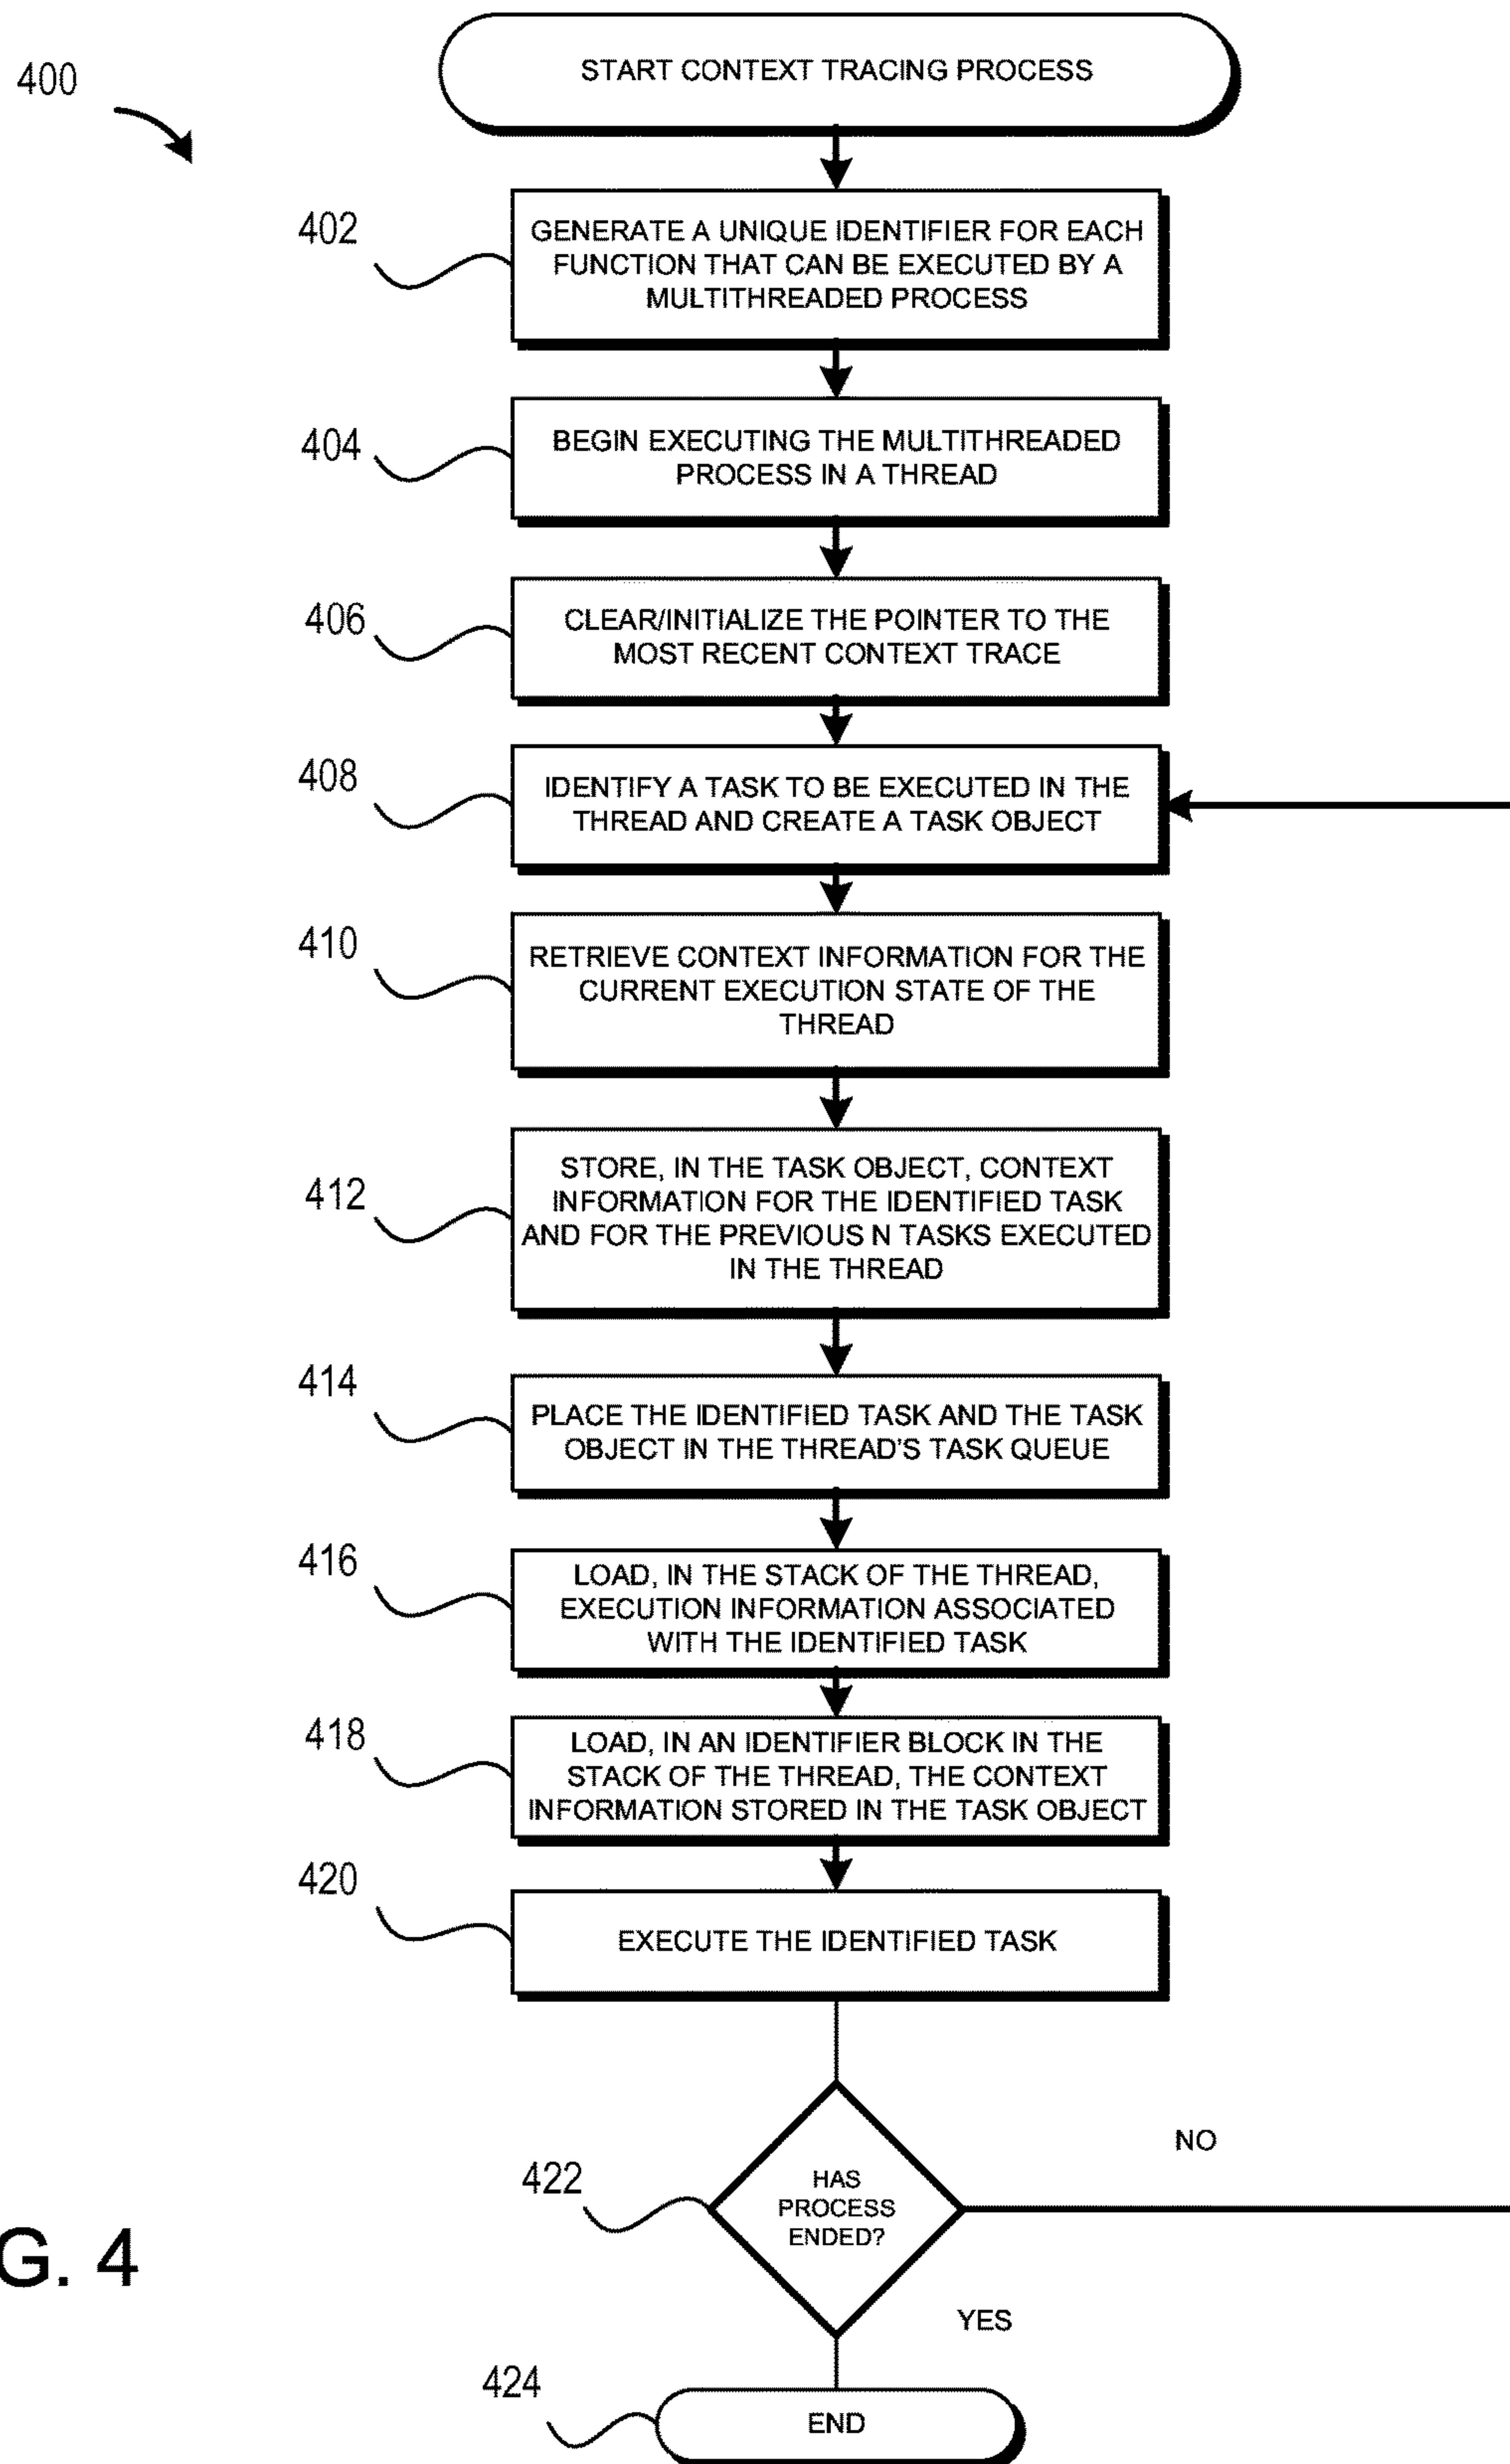 400
START CONTEXT TRACING PROCESS
402
GENERATE A UNIQUE IDENTIFIER FOR EACH
FUNCTION THAT CAN BE EXECUTED BY A
MULTITHREADED PROCESS
404
BEGIN EXECUTING THE MULTITHREADED
PROCESS IN A THREAD
406
CLEAR/INITIALIZE THE POINTER TO THE
MOST RECENT CONTEXT TRACE
408
IDENTIFY A TASK TO BE EXECUTED IN THE
THREAD AND CREATE A TASK OBJECT
410
RETRIEVE CONTEXT INFORMATION FOR THE
CURRENT EXECUTION STATE OF THE
THREAD
412
STORE, IN THE TASK OBJECT, CONTEXT
INFORMATION FOR THE IDENTIFIED TASK
AND FOR THE PREVIOUS N TASKS EXECUTED
IN THE THREAD
414
PLACE THE IDENTIFIED TASK AND THE TASK
OBJECT IN THE THREAD'S TASK QUEUE
416
LOAD, IN THE STACK OF THE THREAD,
EXECUTION INFORMATION ASSOCIATED
WITH THE IDENTIFIED TASK
418
LOAD, IN AN IDENTIFIER BLOCK IN THE
STACK OF THE THREAD, THE CONTEXT
INFORMATION STORED IN THE TASK OBJECT
420
EXECUTE THE IDENTIFIED TASK
NO
422
HAS
PROCESS
ENDED?
G. 4
YES
424
END